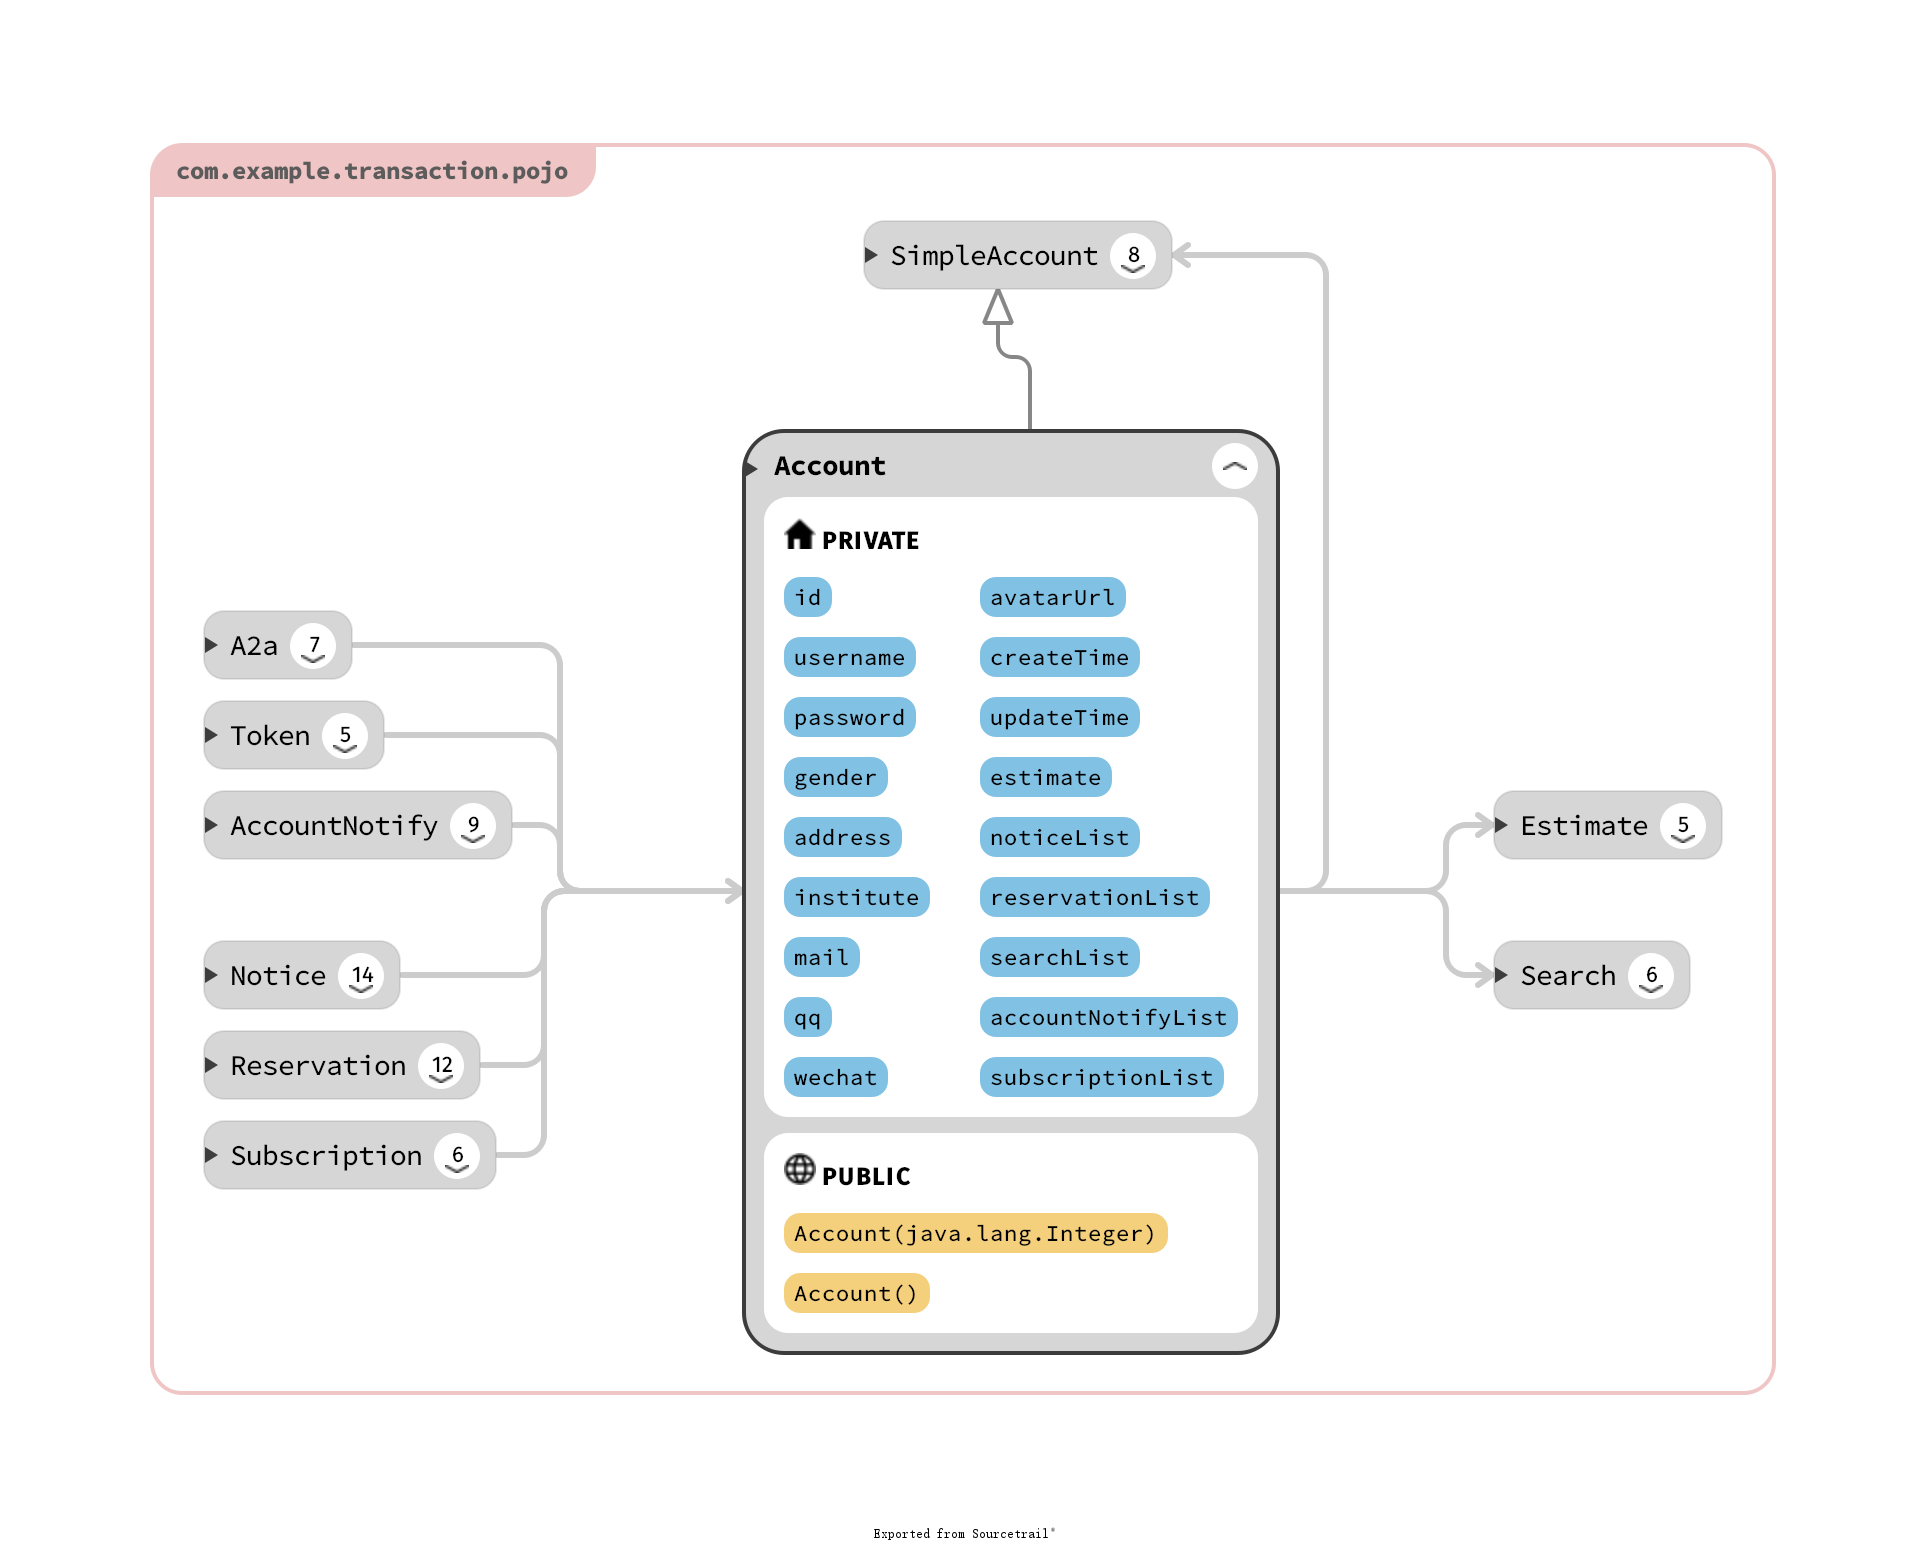 com.example.transaction.pojo
SimpleAccount 8
Account
PRIVATE
id avatarUrl
username createTime
password updateTime
gender estimate
address noticeList
institute reservationList
mail searchList
qq accountNotifyList
wechat subscriptionList
PUBLIC
Account(java.lang.Integer)
Account()
A2a 7
Token 5
AccountNotify 9
Notice 14
Reservation 12
Subscription 6
Estimate 5
Search 6
Exported from Sourcetrail®